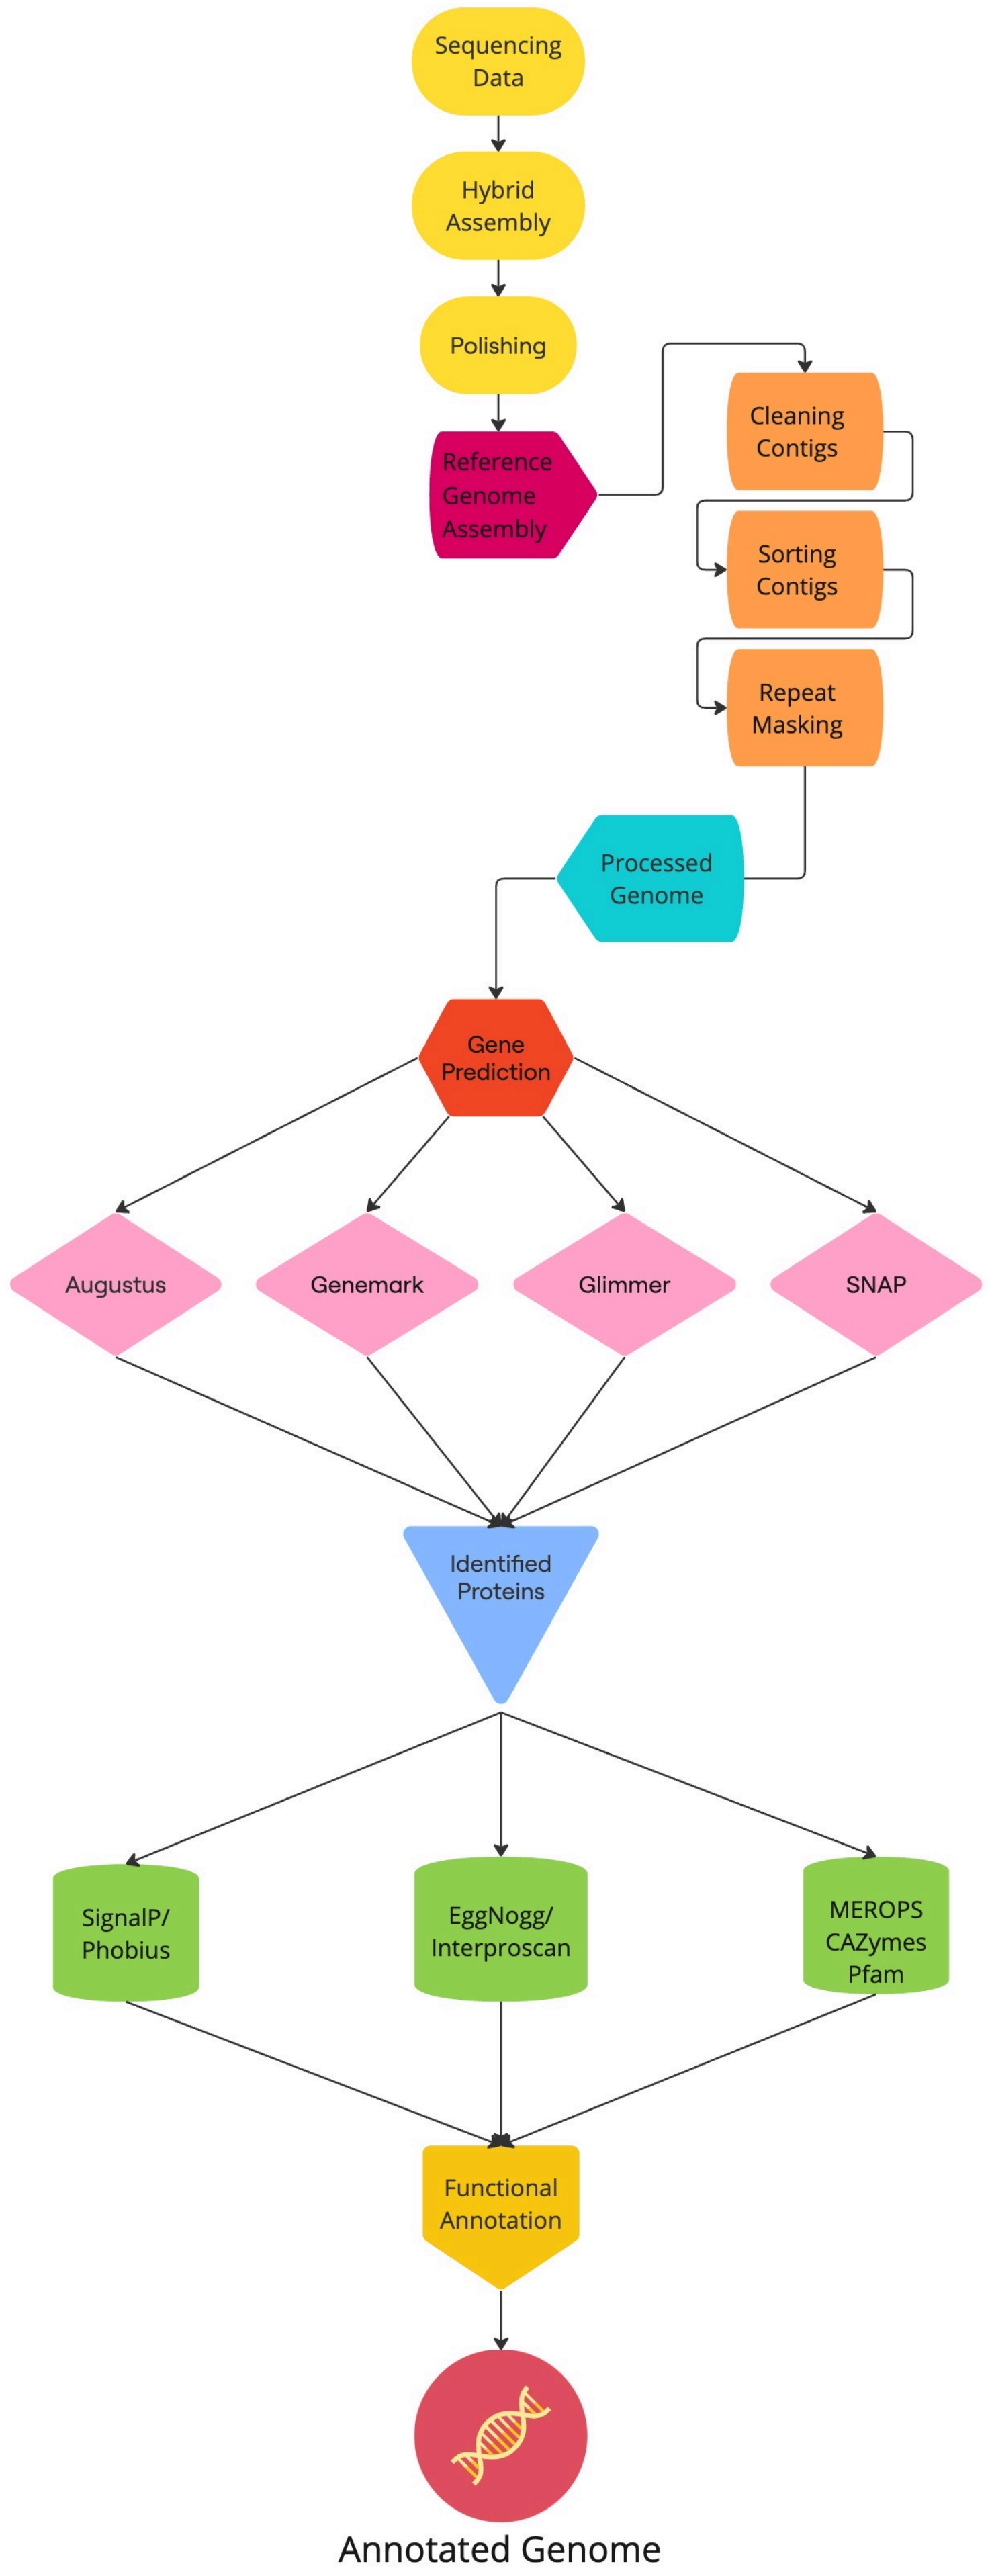 Sequencing
Data
Hybrid
Assembly
Polishing
Reference
Genome
Assembly
Cleaning
Contigs
Sorting
Contigs
Repeat
Masking
Processed
Genome
Gene
Prediction
Augustus
Genemark
Glimmer
SNAP
Identified
Proteins
SignalP/
Phobius
EggNogg/
Interproscan
MEROPS
CAZymes
Pfam
Functional
Annotation
Annotated Genome